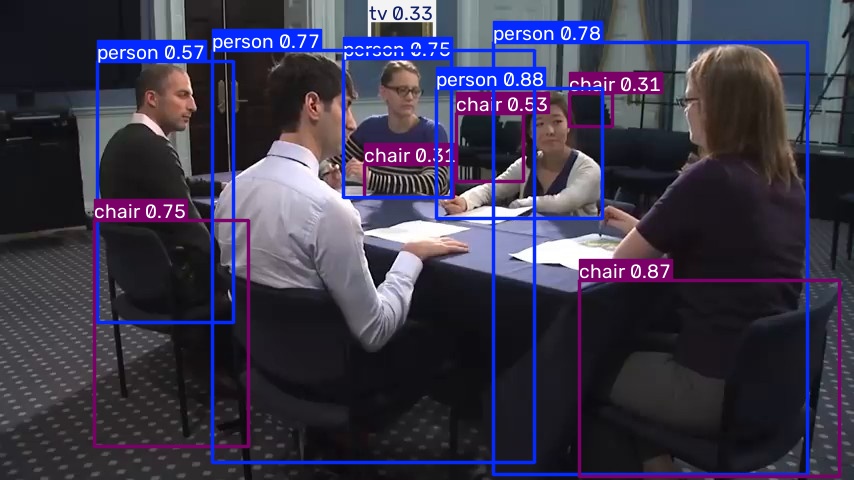 tv 0.33
person 0.78
person 0.77
person 0.75
person 0.57
person 0.88
chair 0.31
chair 0.53
chair 0.31
chair 0.75
chair 0.87